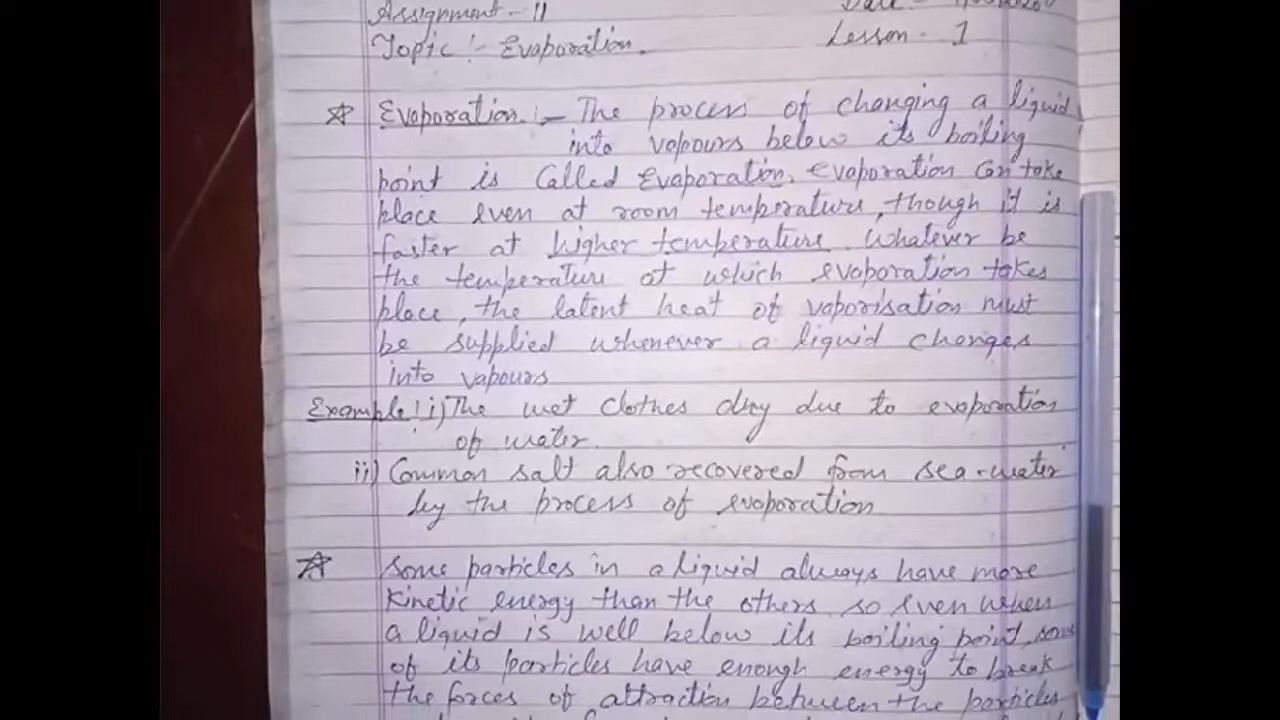 Assignment - 11
Topic :- Evaporation.
Lesson - 1
Evaporation :- The process of changing a liquid
into vapours below its boiling
point is called Evaporation. Evaporation can take
place even at room temperature, though it is
faster at higher temperature. Whatever be
the temperature at which evaporation takes
place, the latent heat of vaporisation must
be supplied whenever a liquid changes
into vapours
Example : i) The wet clothes dry due to evaporation
of water.
ii) Common salt also recovered from sea-water
by the process of evaporation
Some particles in a liquid always have more
kinetic energy than the others. so even when
a liquid is well below its boiling point, some
of its particles have enough energy to break
the forces of attraction between the particles